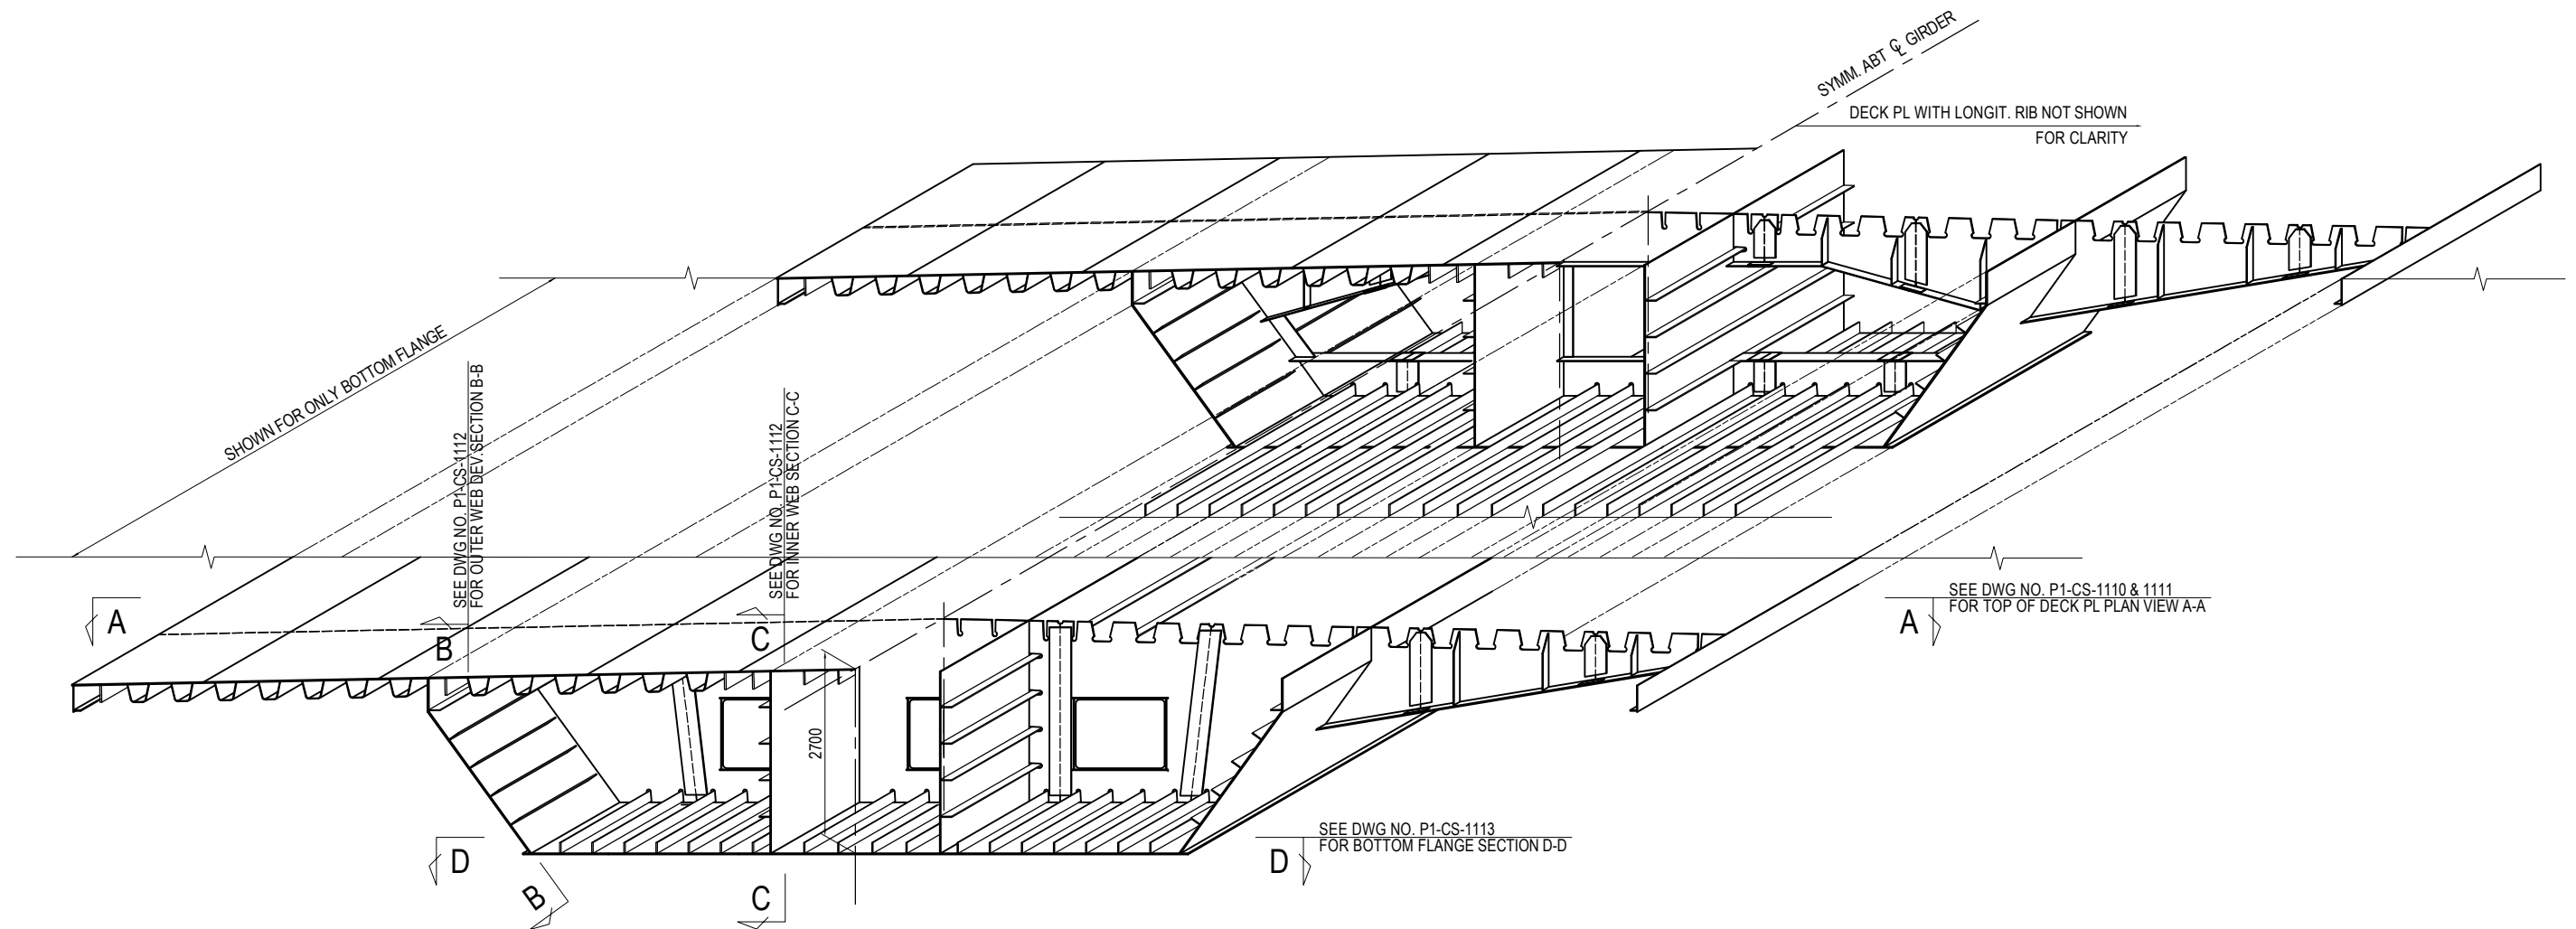 SYMM. ABT ℄ GIRDER
DECK PL WITH LONGIT. RIB NOT SHOWN
FOR CLARITY
SHOWN FOR ONLY BOTTOM FLANGE
SEE DWG NO. P1-CS-1112
FOR OUTER WEB DEV.SECTION B-B
SEE DWG NO. P1-CS-1112
FOR INNER WEB SECTION C-C
A
B
C
SEE DWG NO. P1-CS-1110 & 1111
FOR TOP OF DECK PL PLAN VIEW A-A
A
2700
D
SEE DWG NO. P1-CS-1113
FOR BOTTOM FLANGE SECTION D-D
D
B
C